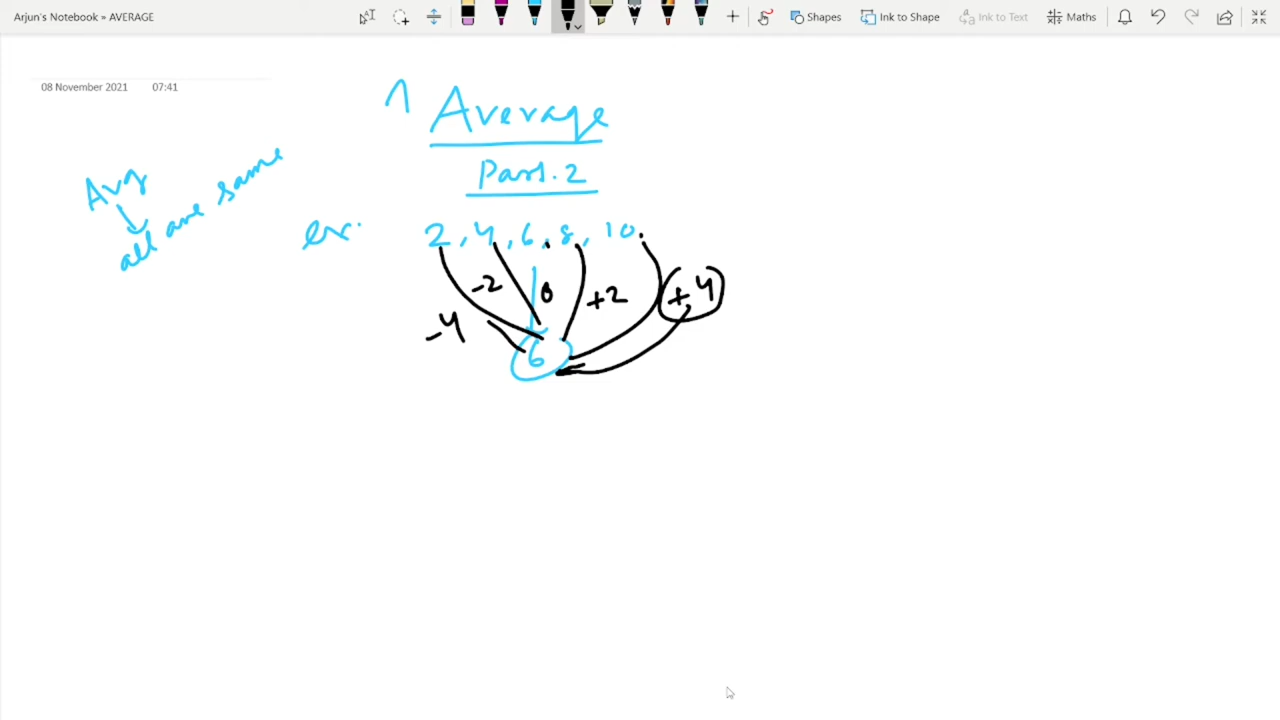 Arjun's Notebook » AVERAGE
Ink to Shape
Shapes
Ink to Text
Maths
08 November 2021 07:41
Average
Part. 2
Avg
all are same
ex:
2, 4, 6, 8, 10.
-2 0 +2 +4
-4
6